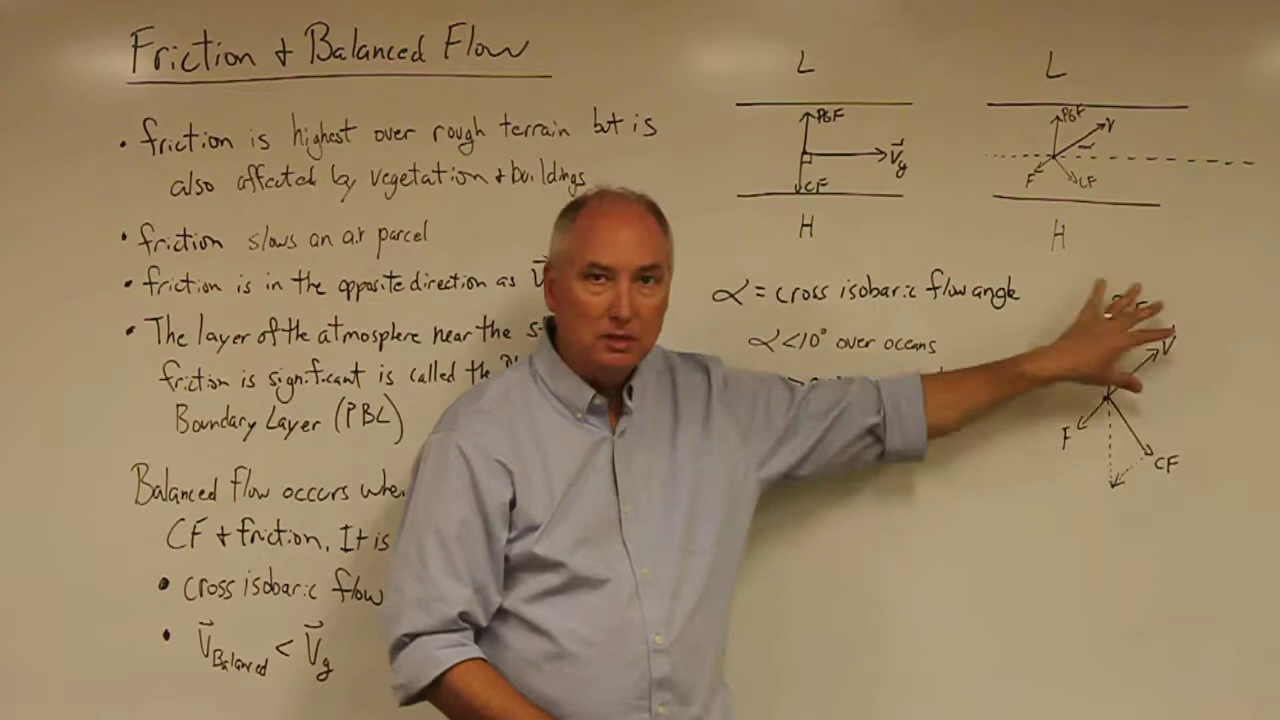 Friction + Balanced Flow
• friction is highest over rough terrain but is
also affected by vegetation + buildings
• friction slows an air parcel
• friction is in the opposite direction as V
• The layer of the atmosphere near the s
friction is significant is called the
Boundary Layer (PBL)
Balanced flow occurs whe
CF + friction. It is
• cross isobaric flow
• V Balanced < Vg
L
PGF
Vg
CF
H
L
PGF
V
α
F
CF
H
α = cross isobaric flow angle
α < 10° over oceans
V
F
CF